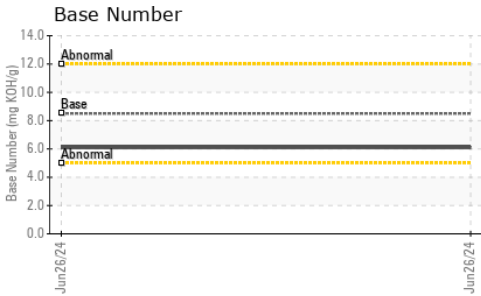 Base Number
Base Number (mg KOH/g)
14.0
12.0
10.0
8.0
6.0
4.0
2.0
0.0
Abnormal
Base
Abnormal
Jun26/24
Jun26/24